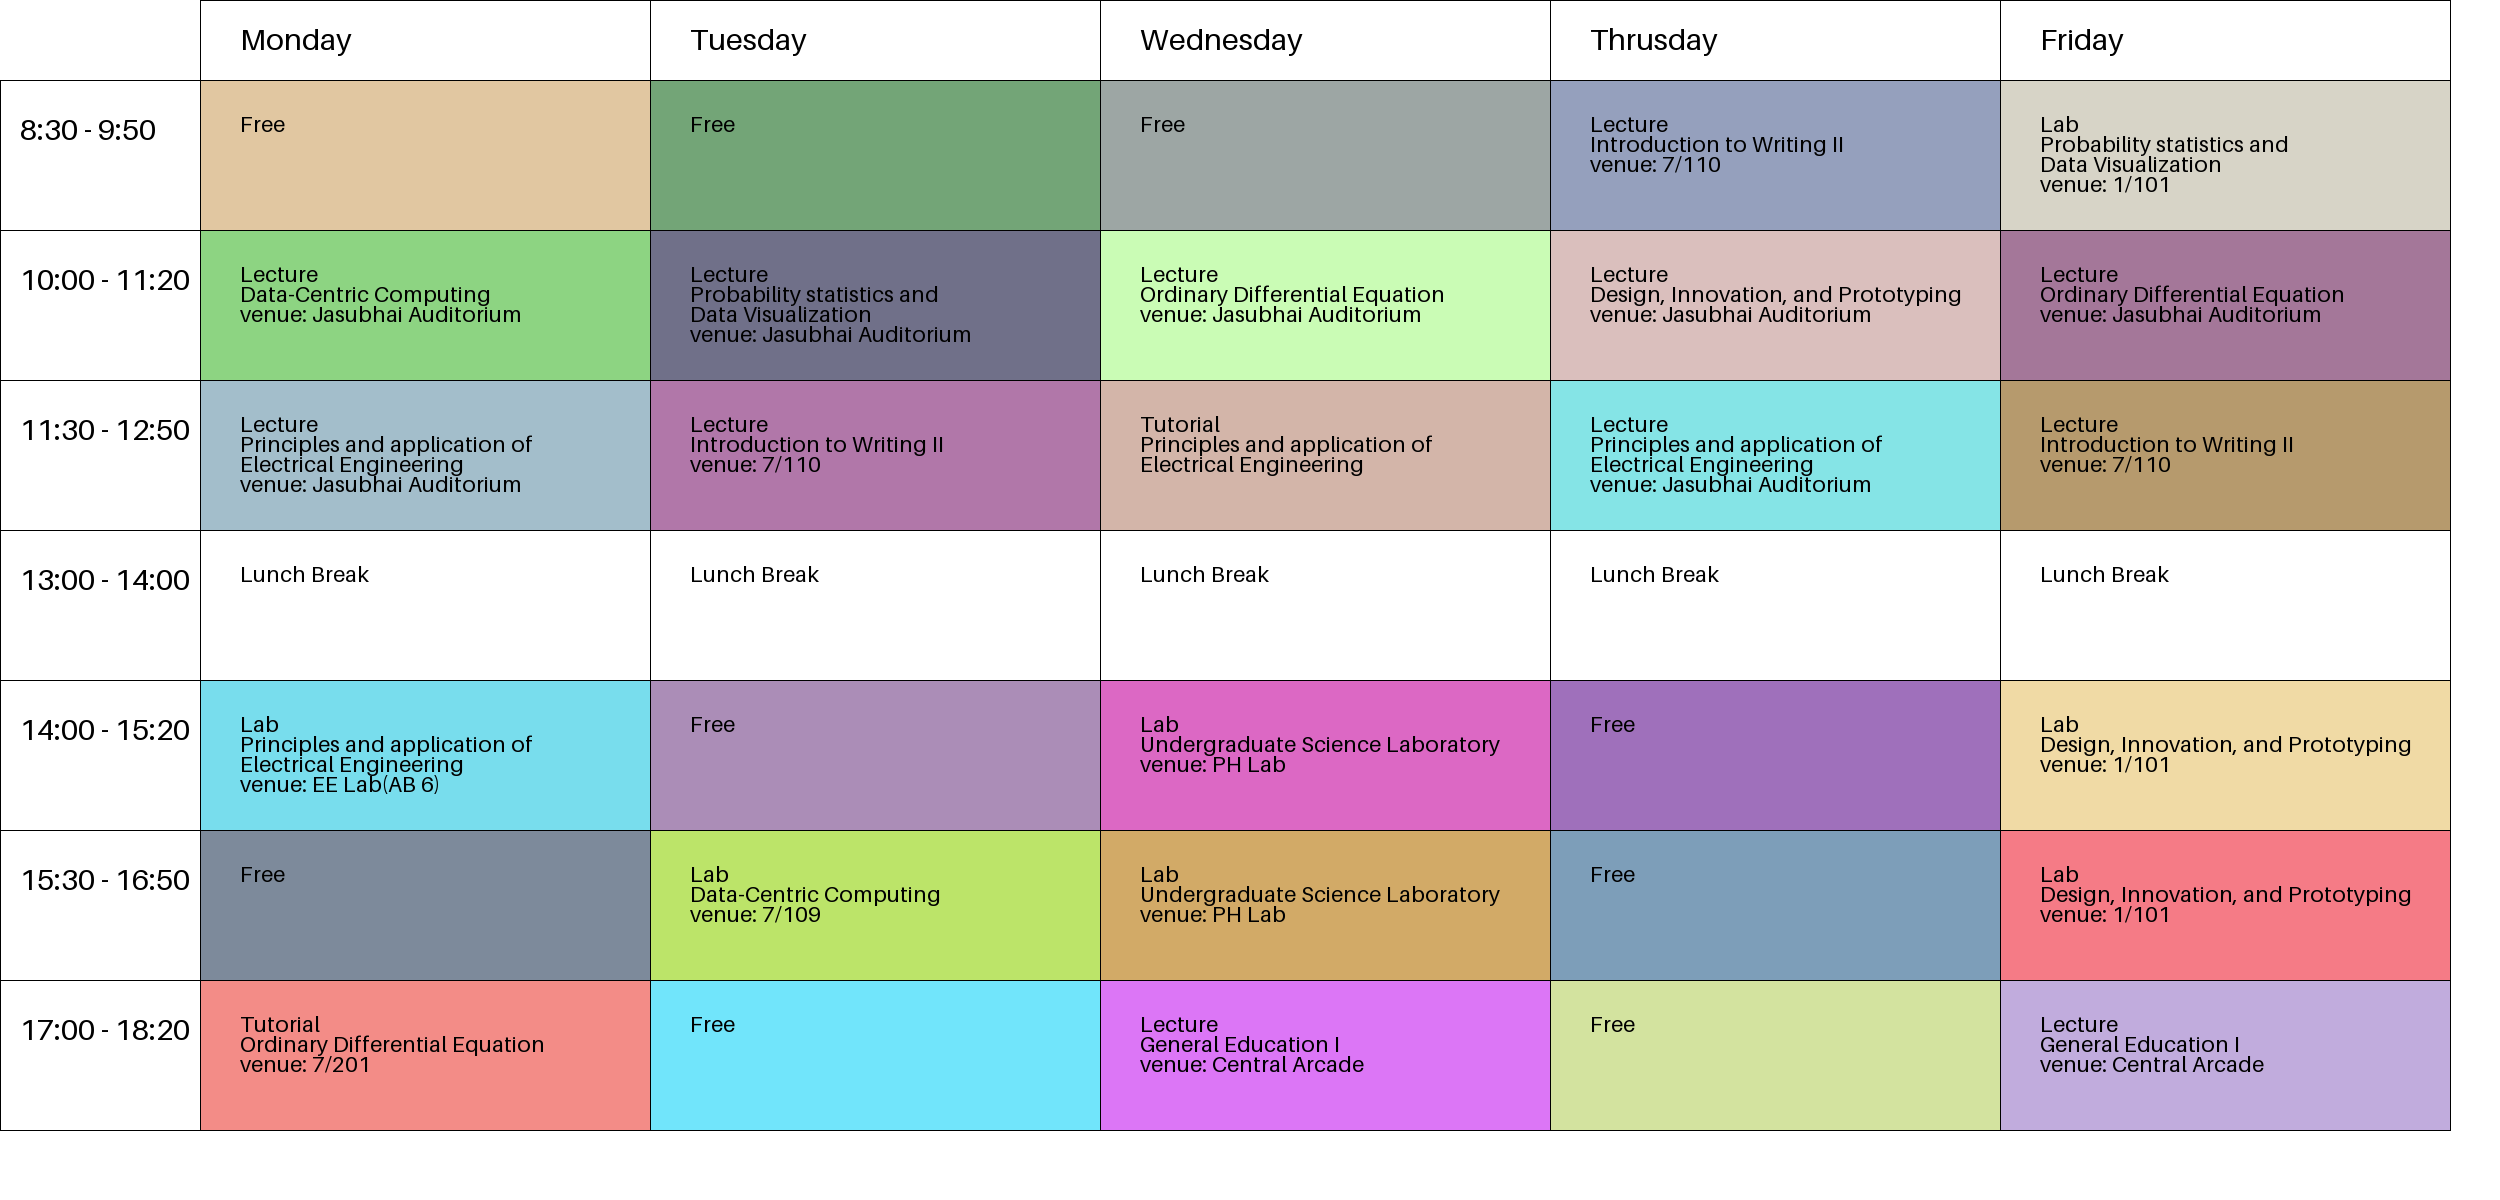 Monday
Tuesday
Wednesday
Thrusday
Friday
8:30 - 9:50
Free
Free
Free
Lecture
Introduction to Writing II
venue: 7/110
Lab
Probability statistics and
Data Visualization
venue: 1/101
10:00 - 11:20
Lecture
Data-Centric Computing
venue: Jasubhai Auditorium
Lecture
Probability statistics and
Data Visualization
venue: Jasubhai Auditorium
Lecture
Ordinary Differential Equation
venue: Jasubhai Auditorium
Lecture
Design, Innovation, and Prototyping
venue: Jasubhai Auditorium
Lecture
Ordinary Differential Equation
venue: Jasubhai Auditorium
11:30 - 12:50
Lecture
Principles and application of
Electrical Engineering
venue: Jasubhai Auditorium
Lecture
Introduction to Writing II
venue: 7/110
Tutorial
Principles and application of
Electrical Engineering
Lecture
Principles and application of
Electrical Engineering
venue: Jasubhai Auditorium
Lecture
Introduction to Writing II
venue: 7/110
13:00 - 14:00
Lunch Break
Lunch Break
Lunch Break
Lunch Break
Lunch Break
14:00 - 15:20
Lab
Principles and application of
Electrical Engineering
venue: EE Lab(AB 6)
Free
Lab
Undergraduate Science Laboratory
venue: PH Lab
Free
Lab
Design, Innovation, and Prototyping
venue: 1/101
15:30 - 16:50
Free
Lab
Data-Centric Computing
venue: 7/109
Lab
Undergraduate Science Laboratory
venue: PH Lab
Free
Lab
Design, Innovation, and Prototyping
venue: 1/101
17:00 - 18:20
Tutorial
Ordinary Differential Equation
venue: 7/201
Free
Lecture
General Education I
venue: Central Arcade
Free
Lecture
General Education I
venue: Central Arcade